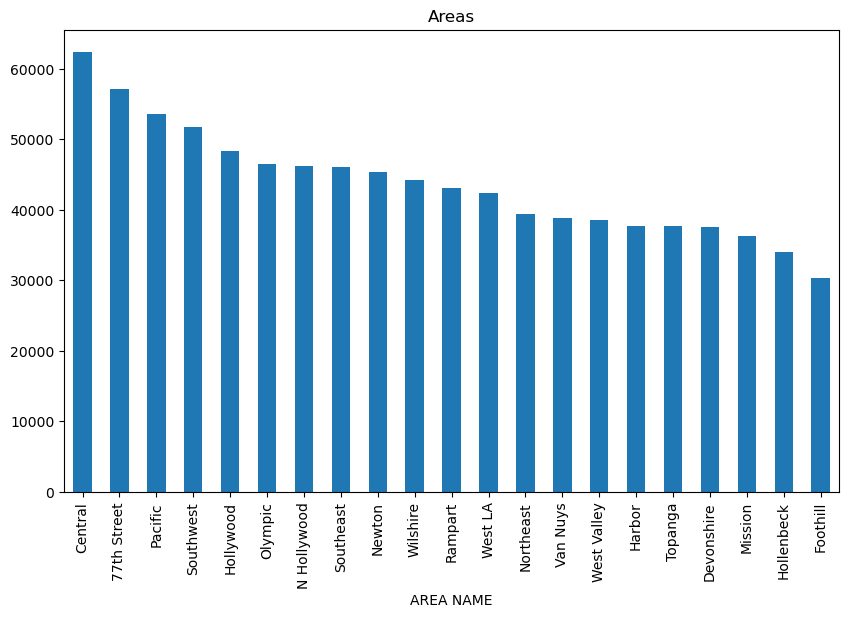 Areas
60000
50000
40000
30000
20000
10000
0
Central
77th Street
Pacific
Southwest
Hollywood
Olympic
N Hollywood
Southeast
Newton
Wilshire
Rampart
West LA
Northeast
Van Nuys
West Valley
Harbor
Topanga
Devonshire
Mission
Hollenbeck
Foothill
AREA NAME